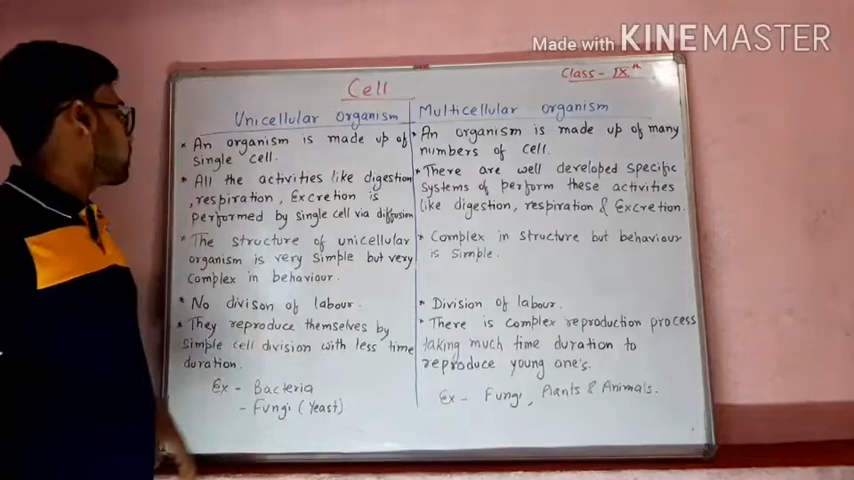 Made with KINEMASTER
Class - IX
Cell
Unicellular Organism
* An organism is made up of
Single cell.
* All the activities like digestion
, respiration, Excretion is
performed by single cell via diffusion
* The structure of unicellular
organism is very simple but very
complex in behaviour.
* No divison of labour.
* They reproduce themselves by
simple cell division with less time
duration.
Ex - Bacteria
- Fungi (Yeast)
Multicellular organism
* An organism is made up of many
numbers of cell.
* There are well developed specific
systems of perform these activities
like digestion, respiration & Excretion.
* Complex in structure but behaviour
is simple.
* Division of labour.
* There is complex reproduction process
taking much time duration to
reproduce young one's.
Ex - Fungi, Plants & Animals.